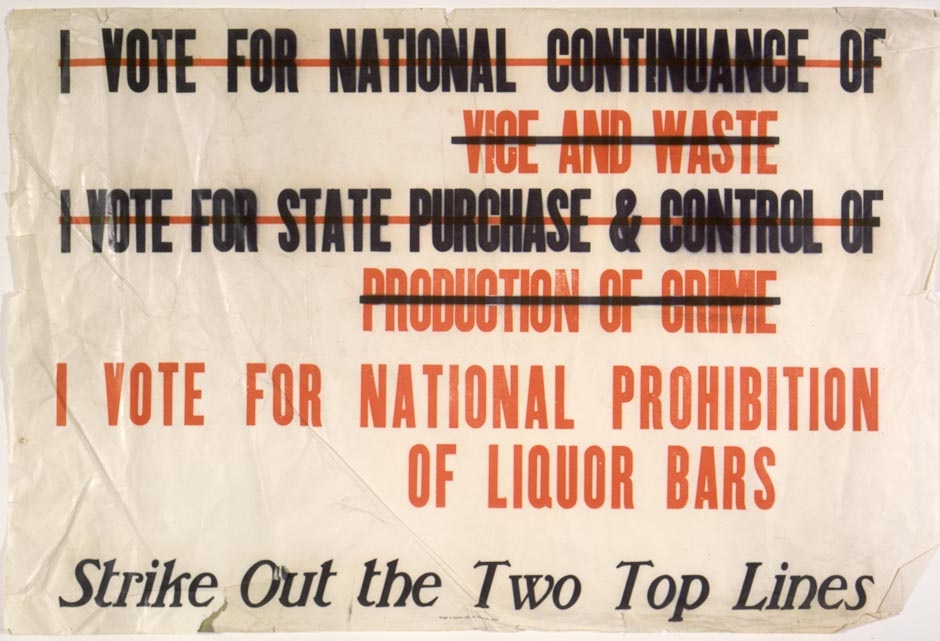 I VOTE FOR NATIONAL CONTINUANCE OF
VICE AND WASTE
I VOTE FOR STATE PURCHASE & CONTROL OF
PRODUCTION OF CRIME
I VOTE FOR NATIONAL PROHIBITION
OF LIQUOR BARS
Strike Out the Two Top Lines